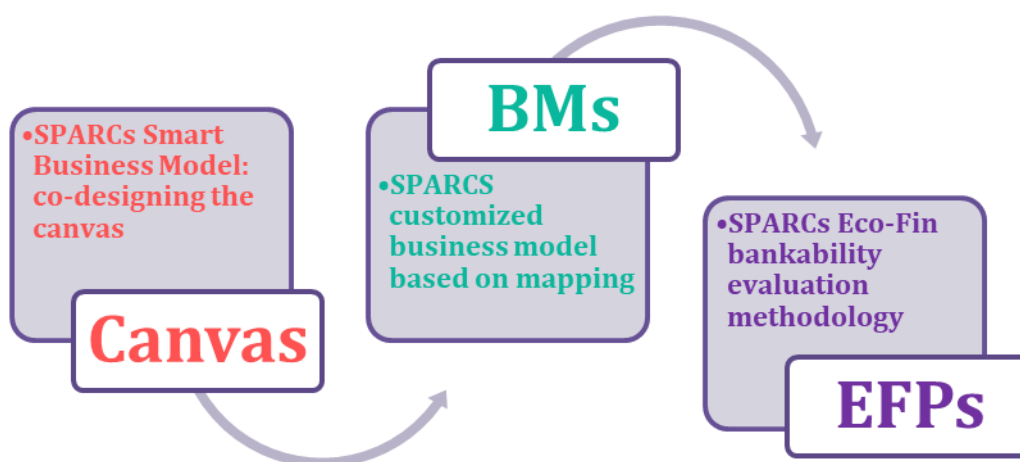 •SPARCs Smart
Business Model:
co-designing the
canvas
Canvas
BMs
•SPARCS
customized
business model
based on mapping
•SPARCs Eco-Fin
bankability
evaluation
methodology
EFPs